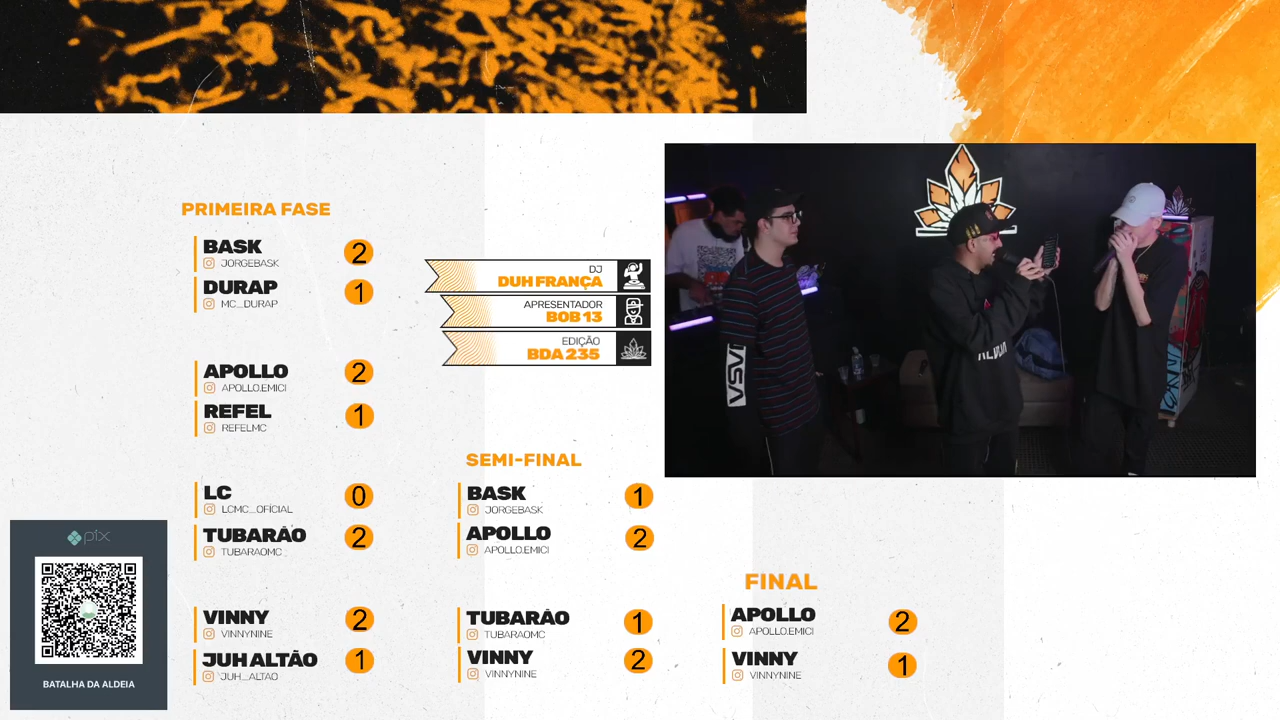 PRIMEIRA FASE
BASK
2
JORGEBASK
DURAP
1
MC_DURAP
APOLLO
2
APOLLO.EMICI
REFEL
1
REFELMC
LC
0
LCMC_OFICIAL
TUBARÃO
2
TUBARAOMC
VINNY
2
VINNYNINE
JUH ALTÃO
1
JUH_ALTAO
DJ
DUH FRANÇA
APRESENTADOR
BOB 13
EDIÇÃO
BDA 235
SEMI-FINAL
BASK
1
JORGEBASK
APOLLO
2
APOLLO.EMICI
TUBARÃO
1
TUBARAOMC
VINNY
2
VINNYNINE
FINAL
APOLLO
2
APOLLO.EMICI
VINNY
1
VINNYNINE
VSVI
pix
BATALHA DA ALDEIA